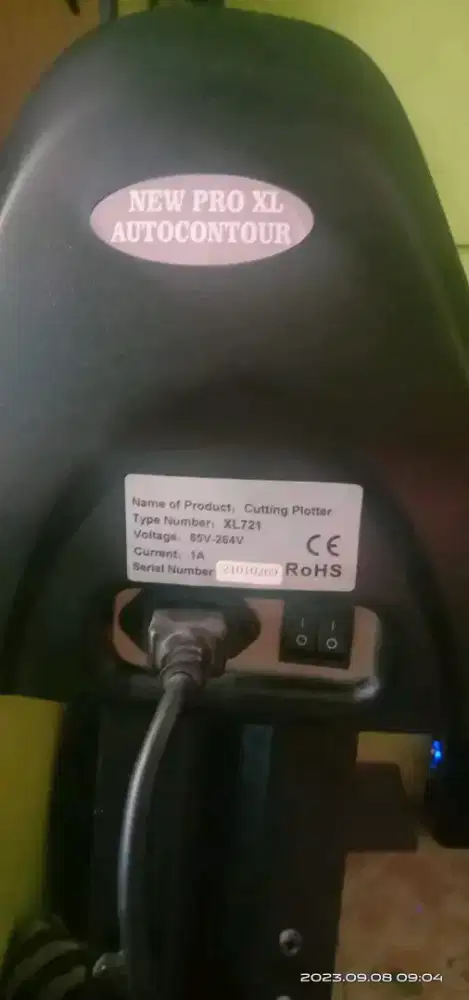 NEW PRO XL
AUTOCONTOUR
Name of Product: Cutting Plotter
Type Number: XL721
Voltage: 85V-264V
Current: 1A
Serial Number 21010269
CE
RoHS
2023.09.08 09:04